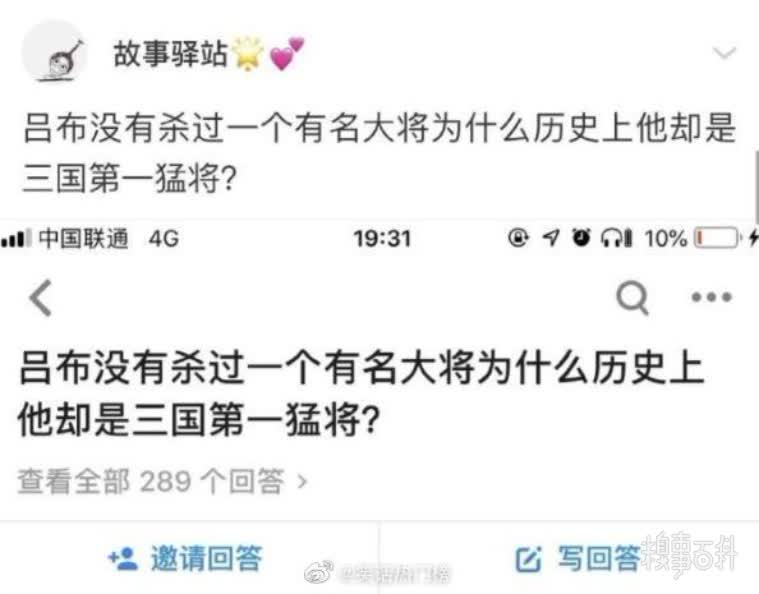 故事驿站🌟💕
吕布没有杀过一个有名大将为什么历史上他却是
三国第一猛将?
中国联通 4G 19:31 10%
吕布没有杀过一个有名大将为什么历史上
他却是三国第一猛将?
查看全部 289 个回答 >
邀请回答 写回答
糗事百科